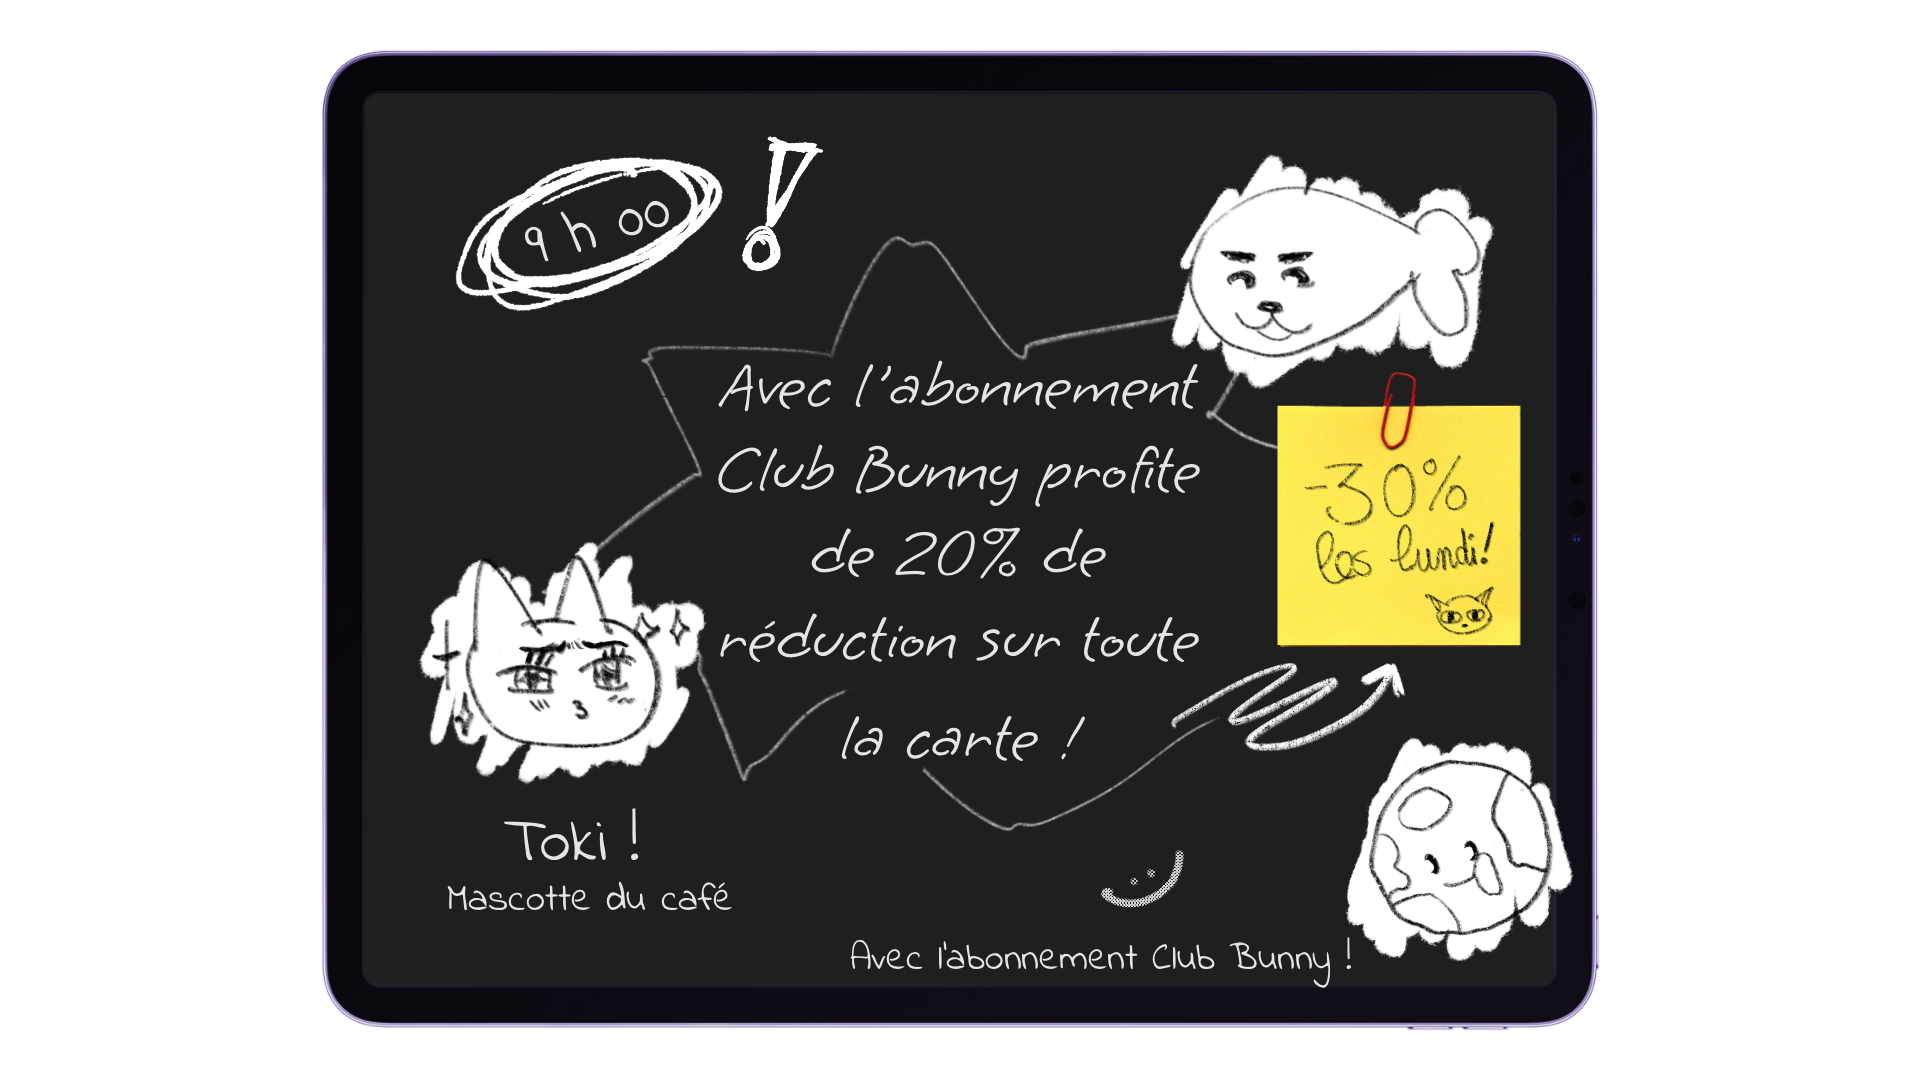 9 h 00 !
Avec l'abonnement
Club Bunny profite
de 20% de
réduction sur toute
la carte !
-30%
les lundi!
Toki !
Mascotte du café
Avec l'abonnement Club Bunny !